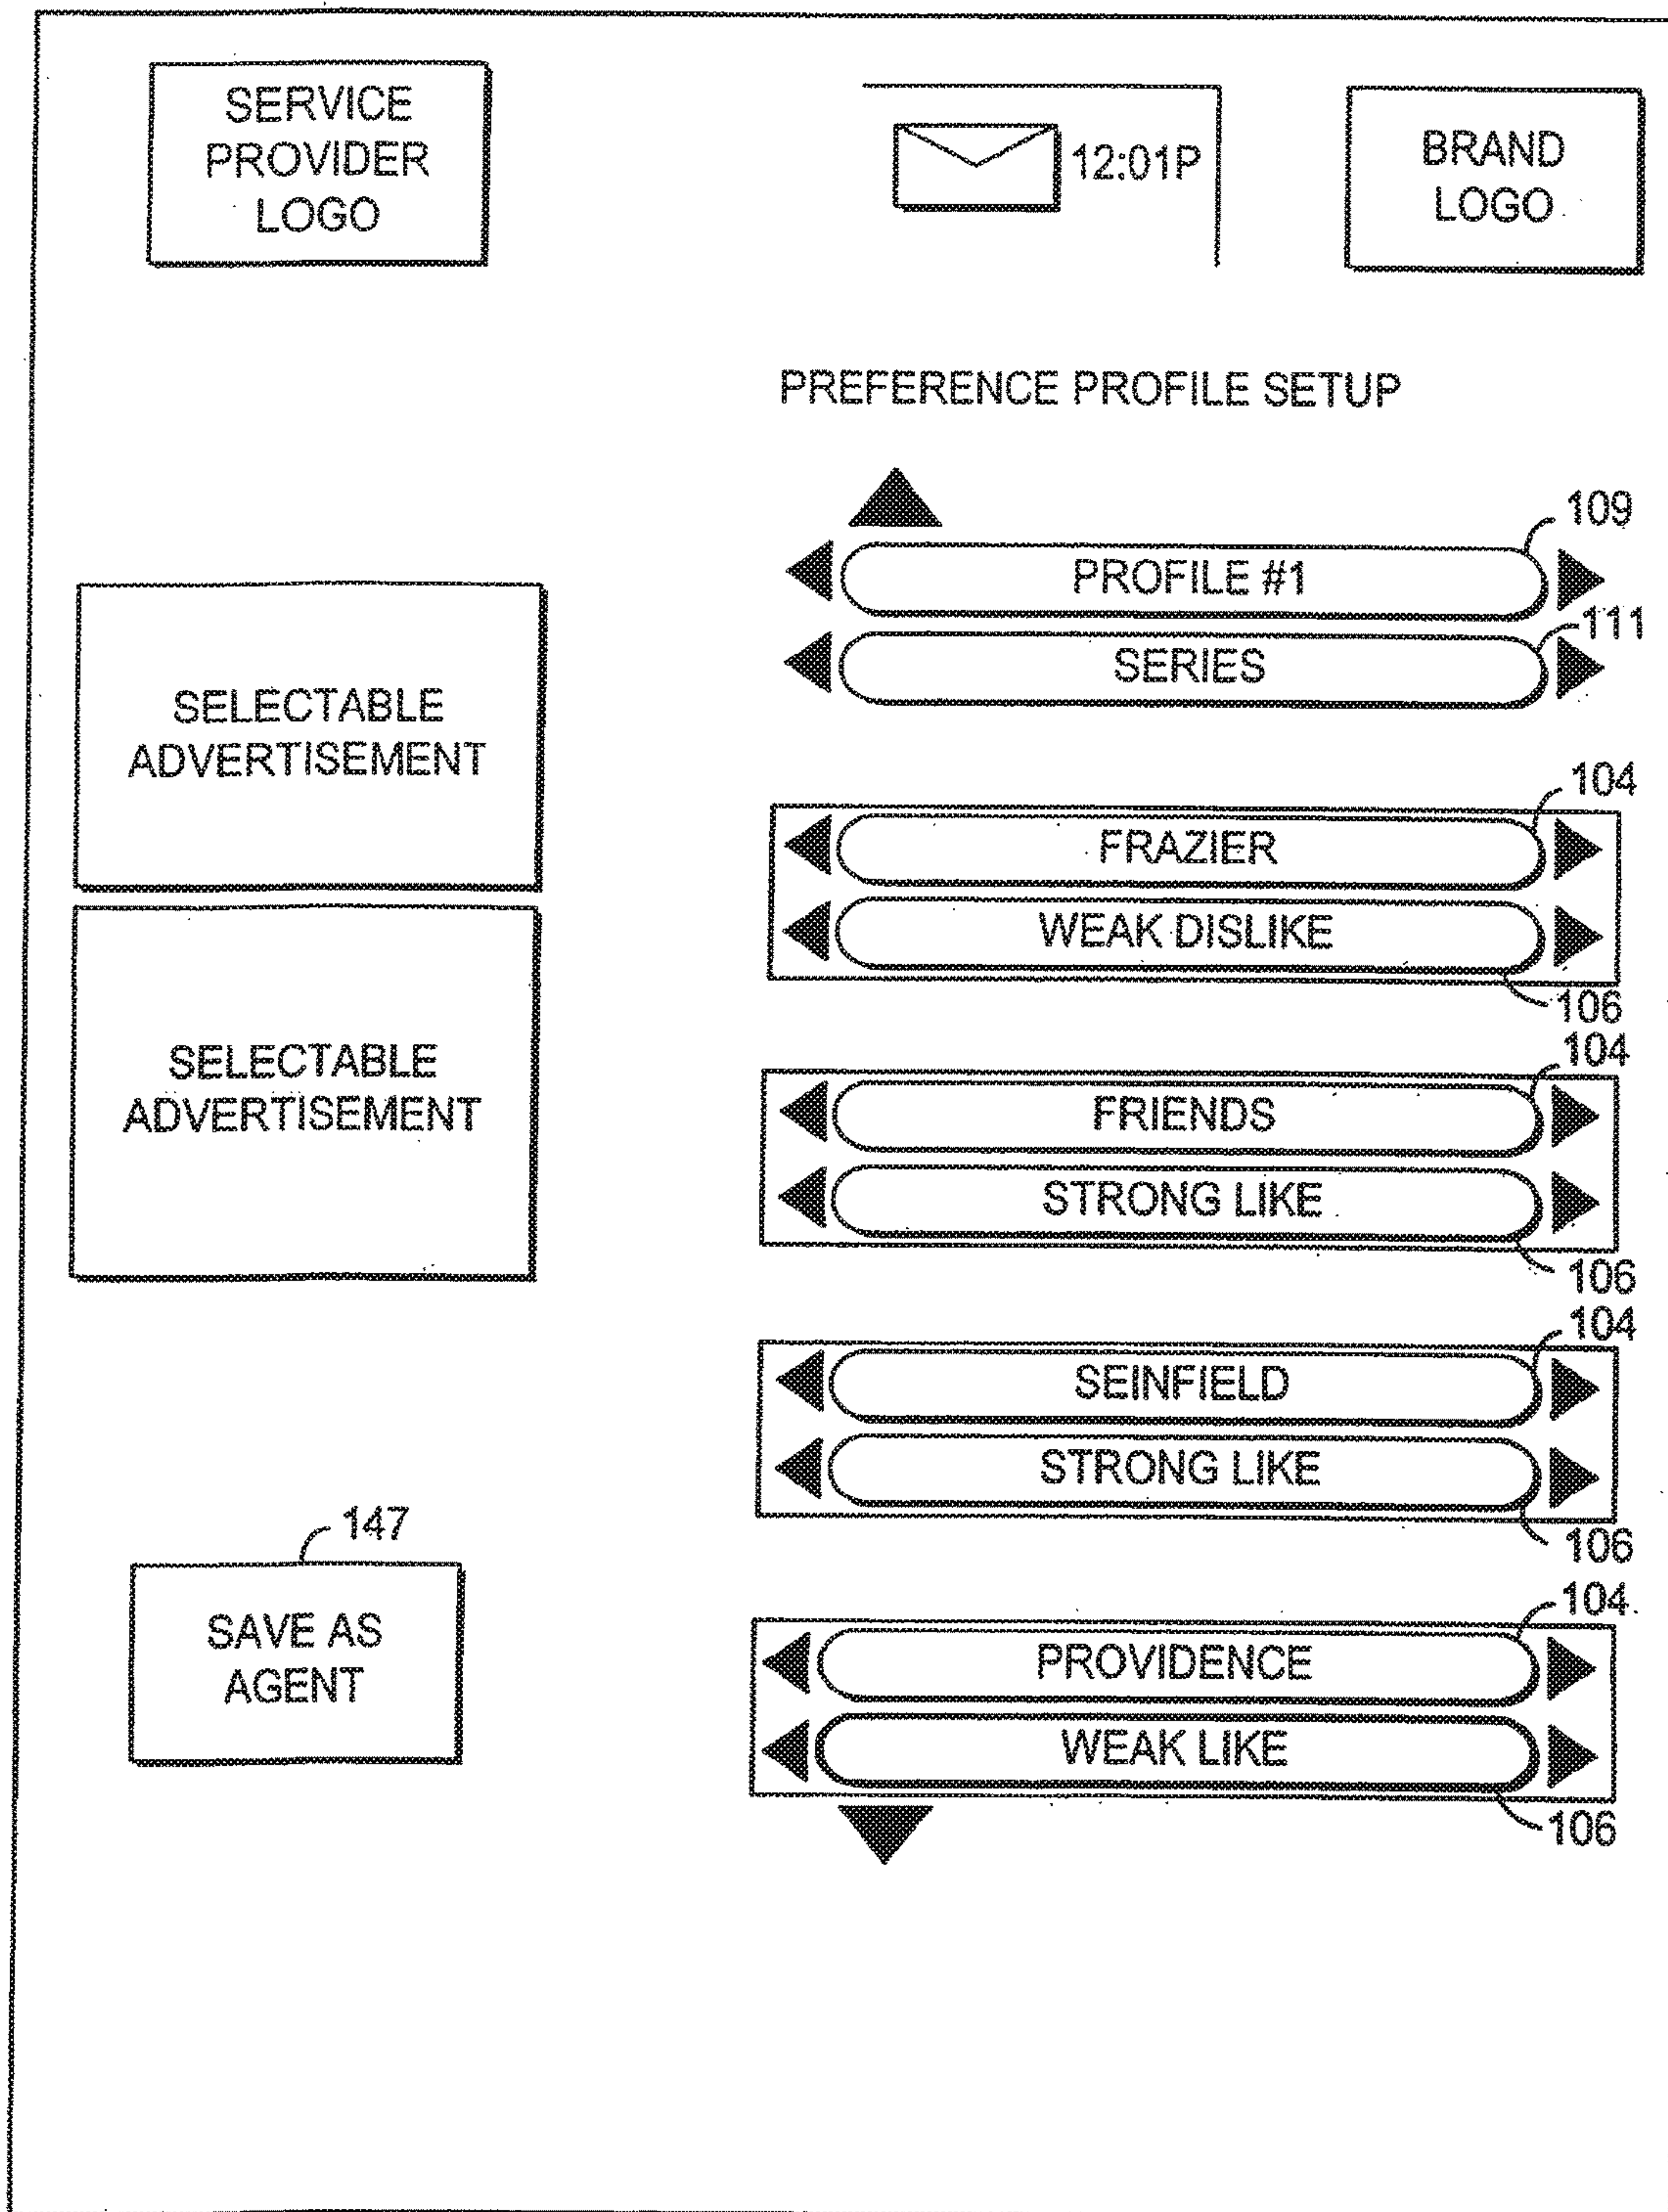 SERVICE
PROVIDER
LOGO
12:01P
BRAND
LOGO
PREFERENCE PROFILE SETUP
109
PROFILE #1
111
SERIES
SELECTABLE
ADVERTISEMENT
104
FRAZIER
WEAK DISLIKE
106
SELECTABLE
ADVERTISEMENT
104
FRIENDS
STRONG LIKE
106
104
SEINFIELD
STRONG LIKE
106
147
SAVE AS
AGENT
104
PROVIDENCE
WEAK LIKE
106